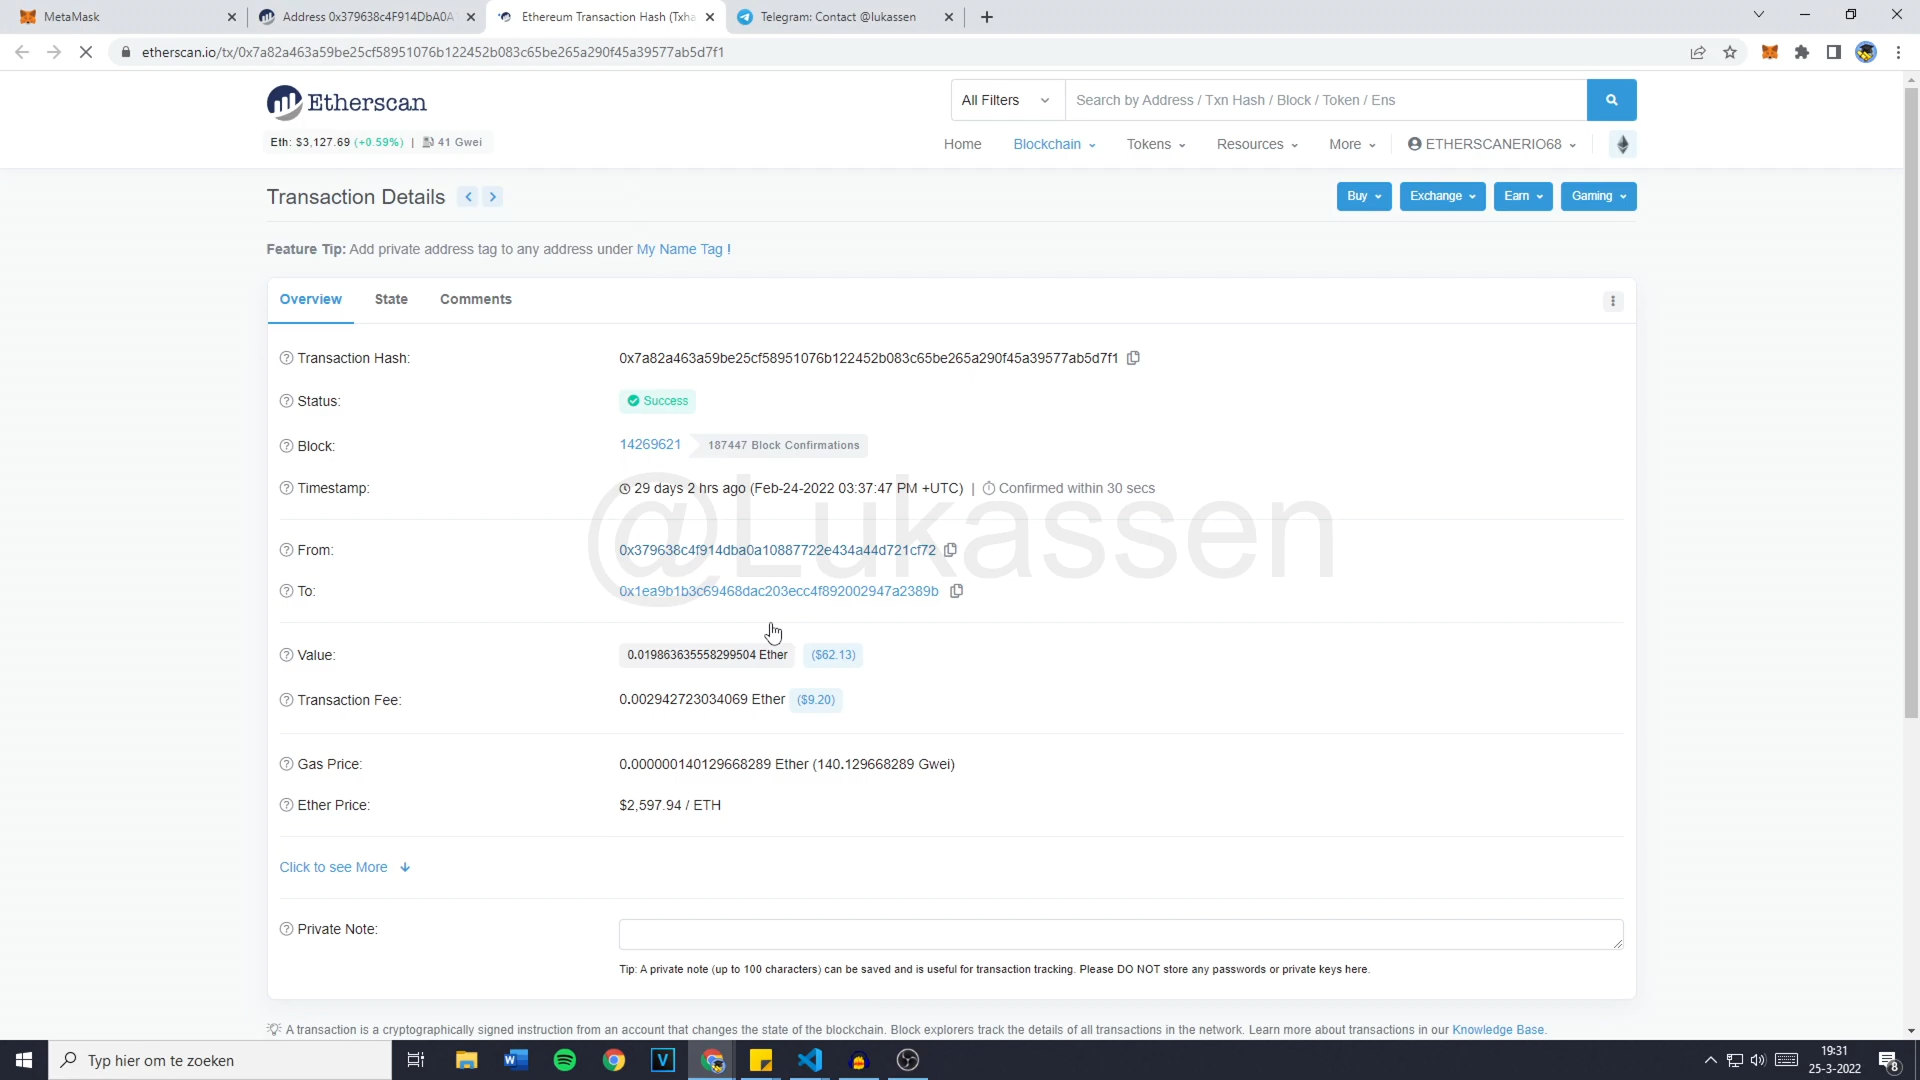 MetaMask
Address 0x379638c4F914DbA0A1
Ethereum Transaction Hash (Txha
Telegram: Contact @lukassen
etherscan.io/tx/0x7a82a463a59be25cf58951076b122452b083c65be265a290f45a39577ab5d7f1
Etherscan
All Filters
Search by Address / Txn Hash / Block / Token / Ens
Eth: $3,127.69 (+0.59%) | 41 Gwei
Home Blockchain Tokens Resources More ETHERSCANERIO68
Transaction Details
Buy Exchange Earn Gaming
Feature Tip: Add private address tag to any address under My Name Tag !
Overview State Comments
Transaction Hash: 0x7a82a463a59be25cf58951076b122452b083c65be265a290f45a39577ab5d7f1
Status: Success
Block: 14269621 187447 Block Confirmations
Timestamp: 29 days 2 hrs ago (Feb-24-2022 03:37:47 PM +UTC) | Confirmed within 30 secs
@Lukassen
From: 0x379638c4f914dba0a10887722e434a44d721cf72
To: 0x1ea9b1b3c69468dac203ecc4f892002947a2389b
Value: 0.019863635558299504 Ether ($62.13)
Transaction Fee: 0.002942723034069 Ether ($9.20)
Gas Price: 0.000000140129668289 Ether (140.129668289 Gwei)
Ether Price: $2,597.94 / ETH
Click to see More
Private Note:
Tip: A private note (up to 100 characters) can be saved and is useful for transaction tracking. Please DO NOT store any passwords or private keys here.
A transaction is a cryptographically signed instruction from an account that changes the state of the blockchain. Block explorers track the details of all transactions in the network. Learn more about transactions in our Knowledge Base.
Typ hier om te zoeken
19:31
25-3-2022
8